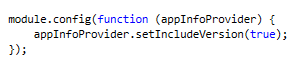 module.config(function (appInfoProvider) {
    appInfoProvider.setIncludeVersion(true);
});